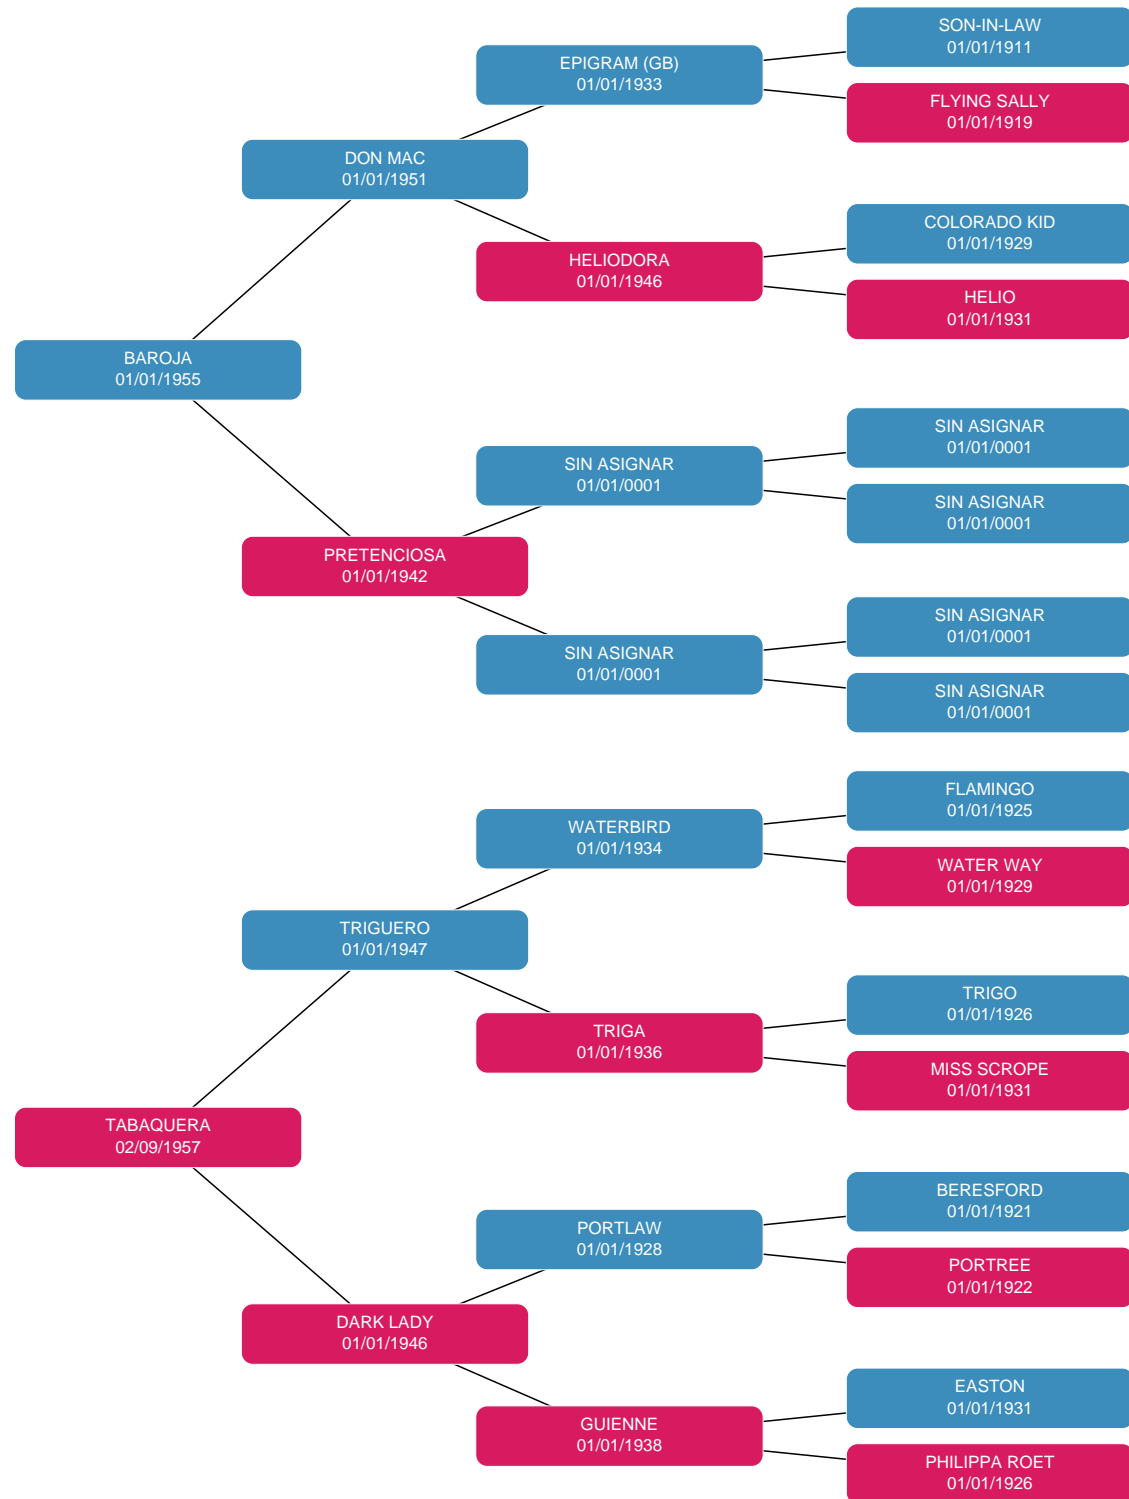 SON-IN-LAW
01/01/1911
EPIGRAM (GB)
01/01/1933
FLYING SALLY
01/01/1919
DON MAC
01/01/1951
COLORADO KID
01/01/1929
HELIODORA
01/01/1946
HELIO
01/01/1931
BAROJA
01/01/1955
SIN ASIGNAR
01/01/0001
SIN ASIGNAR
01/01/0001
SIN ASIGNAR
01/01/0001
PRETENCIOSA
01/01/1942
SIN ASIGNAR
01/01/0001
SIN ASIGNAR
01/01/0001
SIN ASIGNAR
01/01/0001
FLAMINGO
01/01/1925
WATERBIRD
01/01/1934
WATER WAY
01/01/1929
TRIGUERO
01/01/1947
TRIGO
01/01/1926
TRIGA
01/01/1936
MISS SCROPE
01/01/1931
TABAQUERA
02/09/1957
BERESFORD
01/01/1921
PORTLAW
01/01/1928
PORTREE
01/01/1922
DARK LADY
01/01/1946
EASTON
01/01/1931
GUIENNE
01/01/1938
PHILIPPA ROET
01/01/1926